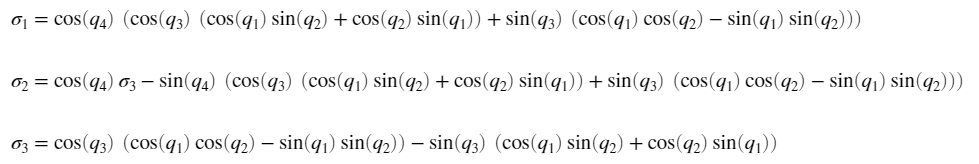 σ₁ = cos(q₄) (cos(q₃) (cos(q₁) sin(q₂) + cos(q₂) sin(q₁)) + sin(q₃) (cos(q₁) cos(q₂) − sin(q₁) sin(q₂)))
σ₂ = cos(q₄) σ₃ − sin(q₄) (cos(q₃) (cos(q₁) sin(q₂) + cos(q₂) sin(q₁)) + sin(q₃) (cos(q₁) cos(q₂) − sin(q₁) sin(q₂)))
σ₃ = cos(q₃) (cos(q₁) cos(q₂) − sin(q₁) sin(q₂)) − sin(q₃) (cos(q₁) sin(q₂) + cos(q₂) sin(q₁))